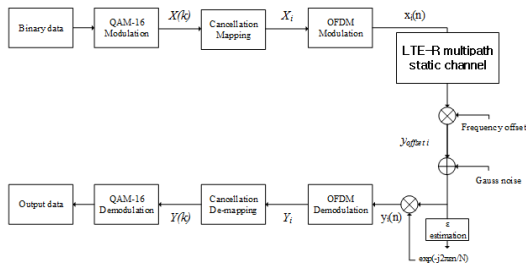 Binary data
QAM-16
Modulation
X(k)
Cancellation
Mapping
Xi
OFDM
Modulation
xi(n)
LTE-R multipath
static channel
Frequency offset
yoffset i
Gauss noise
Output data
QAM-16
Demodulation
Y(k)
Cancellation
De-mapping
Yi
OFDM
Demodulation
yi(n)
ε
estimation
exp(-j2πεn/N)